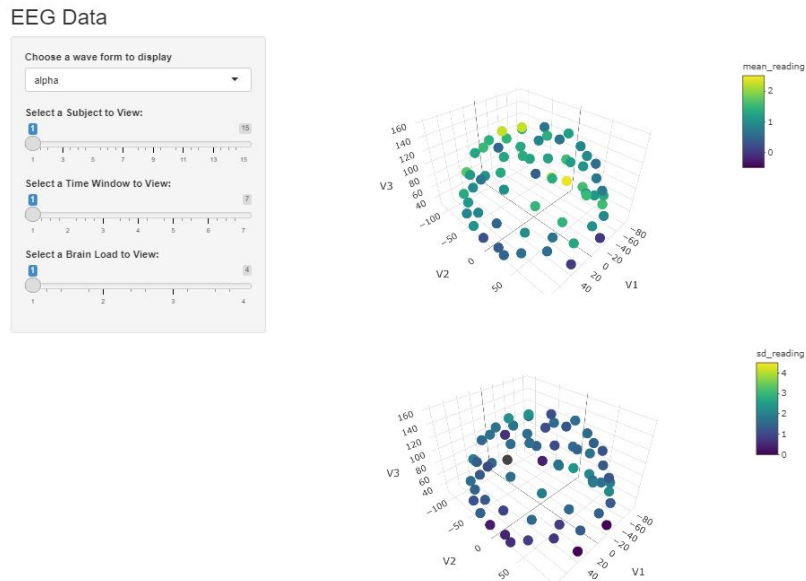 EEG Data
Choose a wave form to display
alpha
Select a Subject to View:
1 15
1 3 5 7 9 11 13 15
Select a Time Window to View:
1 7
1 2 3 4 5 6 7
Select a Brain Load to View:
1 4
1 2 3 4
mean_reading
2
1
0
160
140
120
100
80
60
40
V3
−100
−50
0
50
V2
−80
−60
−40
−20
0
20
40
V1
sd_reading
4
3
2
1
0
160
140
120
100
80
60
40
V3
−100
−50
0
50
V2
−80
−60
−40
−20
0
20
40
V1